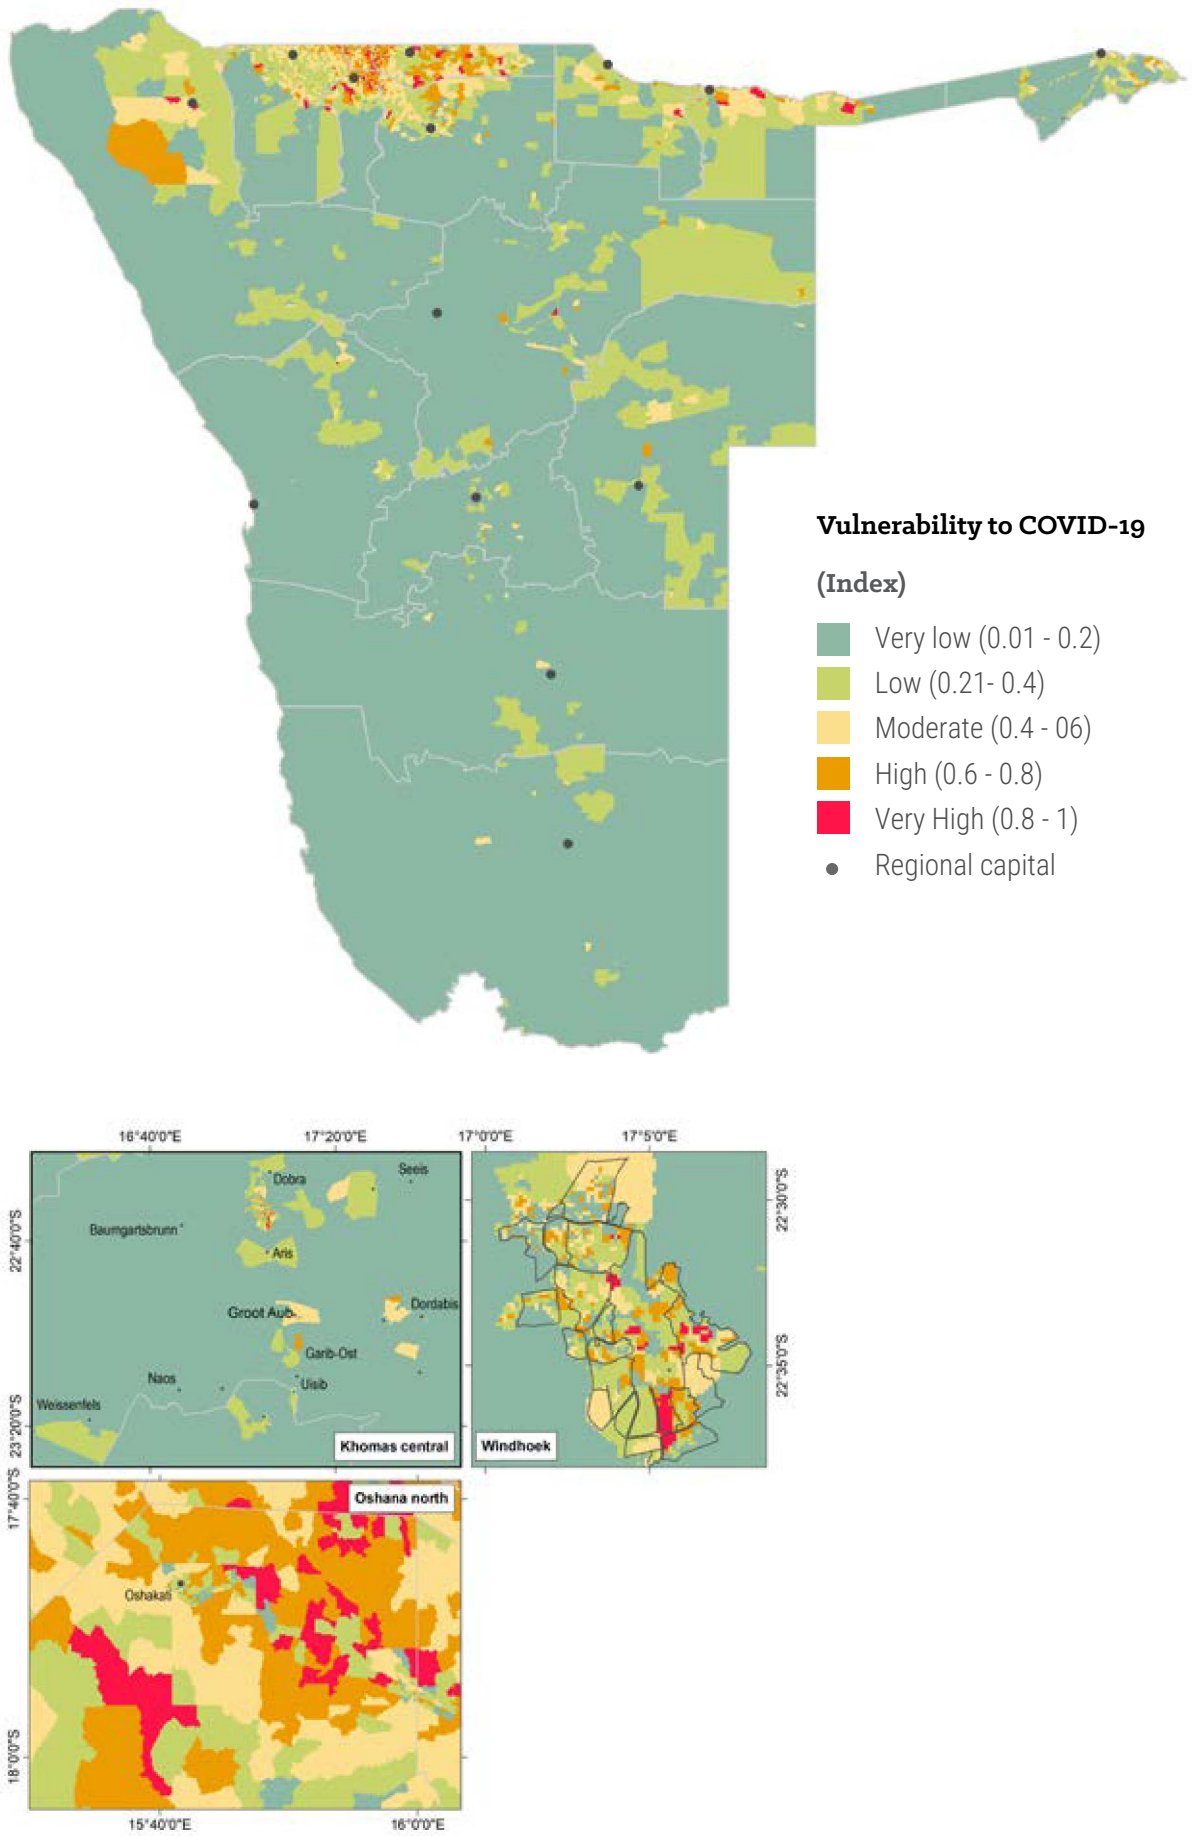 Vulnerability to COVID-19
(Index)
Very low (0.01 - 0.2)
Low (0.21- 0.4)
Moderate (0.4 - 06)
High (0.6 - 0.8)
Very High (0.8 - 1)
Regional capital
16°40'0"E
17°20'0"E
17°0'0"E
17°5'0"E
22°40'0"S
23°20'0"S
Dobra
Seeis
Baumgartsbrunn
Aris
Groot Aub
Dordabis
Garib-Ost
Naos
Uisib
Weissenfels
Khomas central
Windhoek
22°30'0"S
22°35'0"S
17°40'0"S
18°0'0"S
Oshana north
Oshakati
15°40'0"E
16°0'0"E